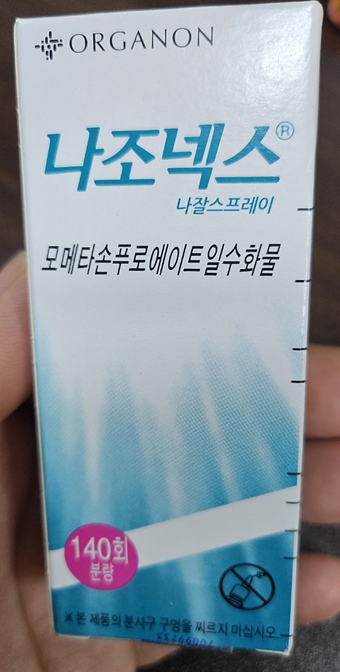 ORGANON
나조넥스®
나잘스프레이
모메타손푸로에이트일수화물
140회
분량
※ 본 제품의 분사구 구멍을 찌르지 마십시오